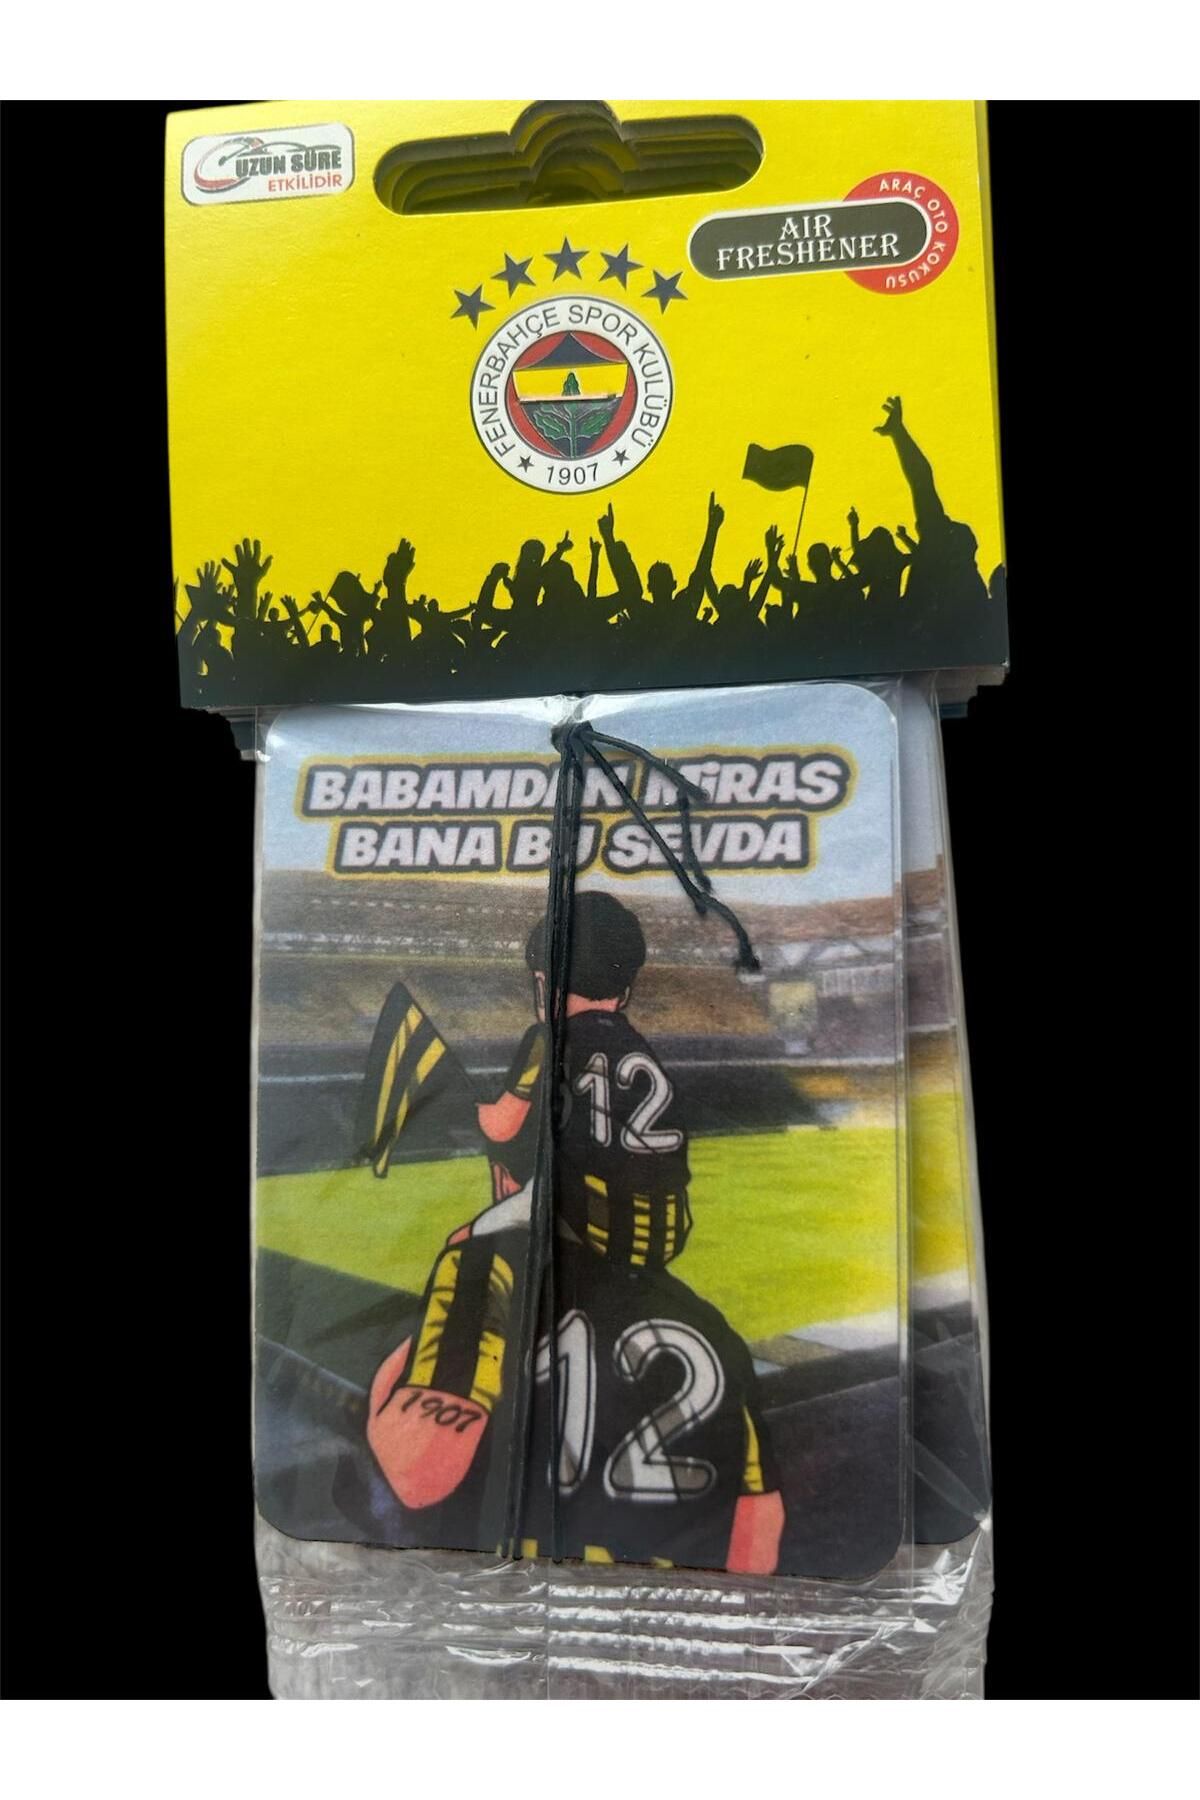 UZUN SÜRE
ETKİLİDİR
AIR
FRESHENER
ARAÇ OTO KOKUSU
FENERBAHÇE SPOR KULÜBÜ
1907
BABAMDAN MİRAS
BANA BU SEVDA
12
12
1907